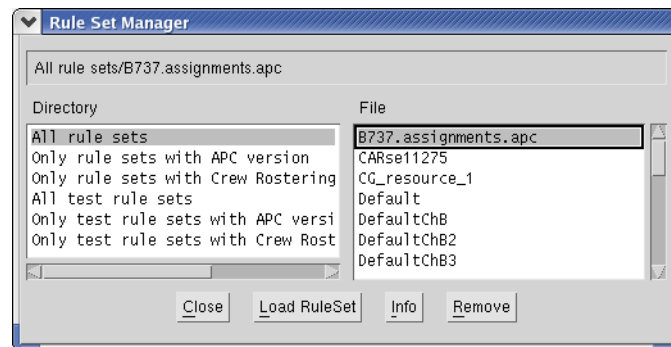 Rule Set Manager
All rule sets/B737.assignments.apc
Directory
All rule sets
Only rule sets with APC version
Only rule sets with Crew Rostering
All test rule sets
Only test rule sets with APC versi
Only test rule sets with Crew Rost
File
B737.assignments.apc
CARse11275
CG_resource_1
Default
DefaultChB
DefaultChB2
DefaultChB3
Close Load RuleSet Info Remove